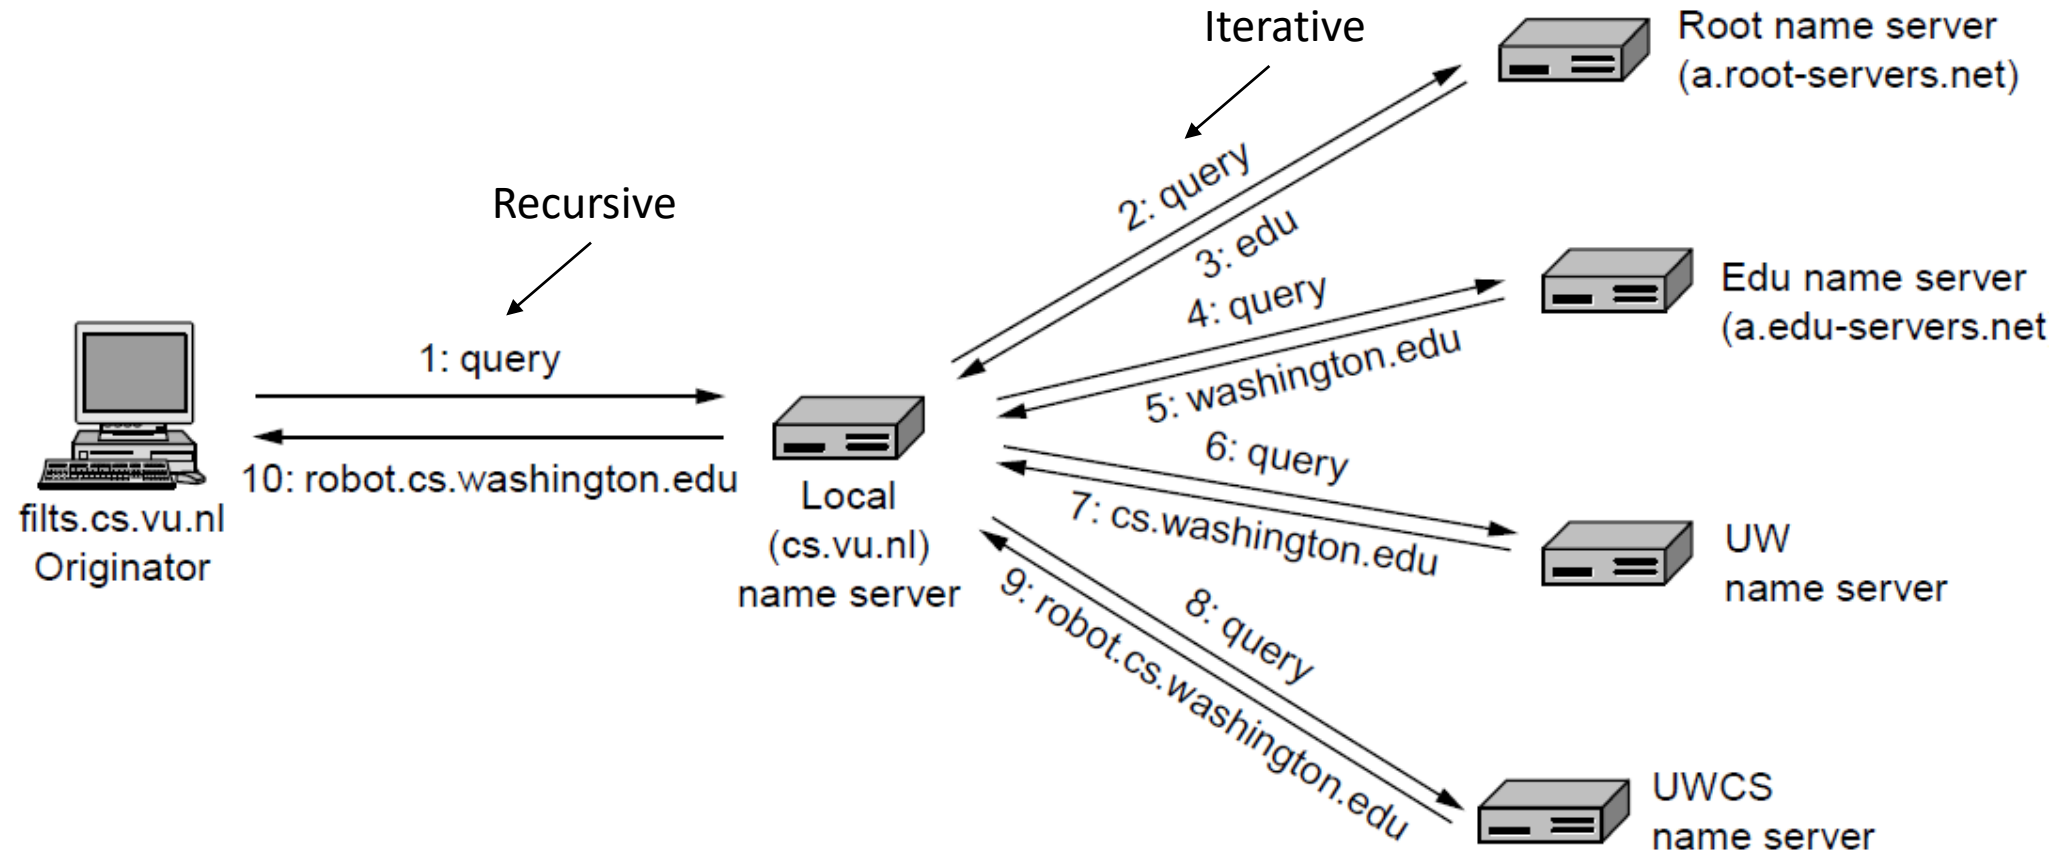 Iterative
Root name server
(a.root-servers.net)
Recursive
2: query
3: edu
4: query
Edu name server
(a.edu-servers.net
1: query
5: washington.edu
6: query
10: robot.cs.washington.edu
7: cs.washington.edu
Local
(cs.vu.nl)
name server
filts.cs.vu.nl
Originator
UW
name server
8: query
9: robot.cs.washington.edu
UWCS
name server